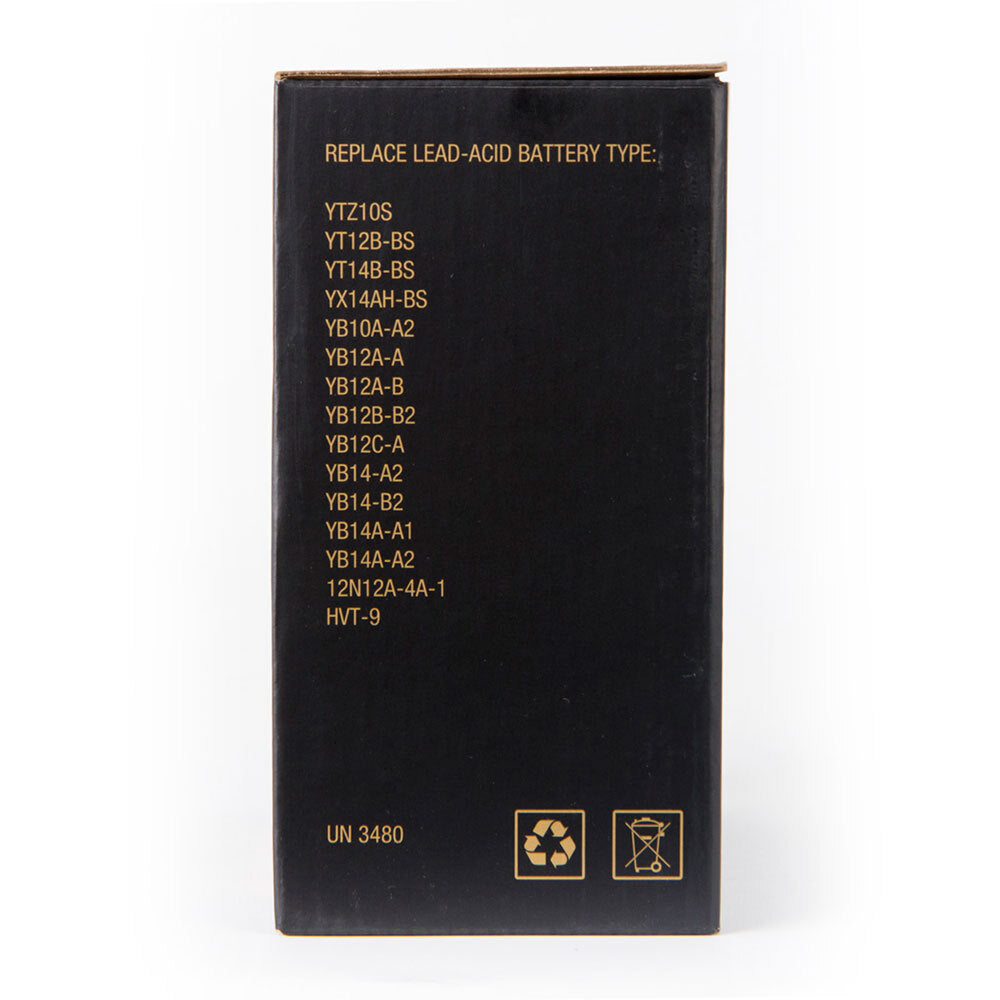 REPLACE LEAD-ACID BATTERY TYPE:
YTZ10S
YT12B-BS
YT14B-BS
YX14AH-BS
YB10A-A2
YB12A-A
YB12A-B
YB12B-B2
YB12C-A
YB14-A2
YB14-B2
YB14A-A1
YB14A-A2
12N12A-4A-1
HVT-9
UN 3480